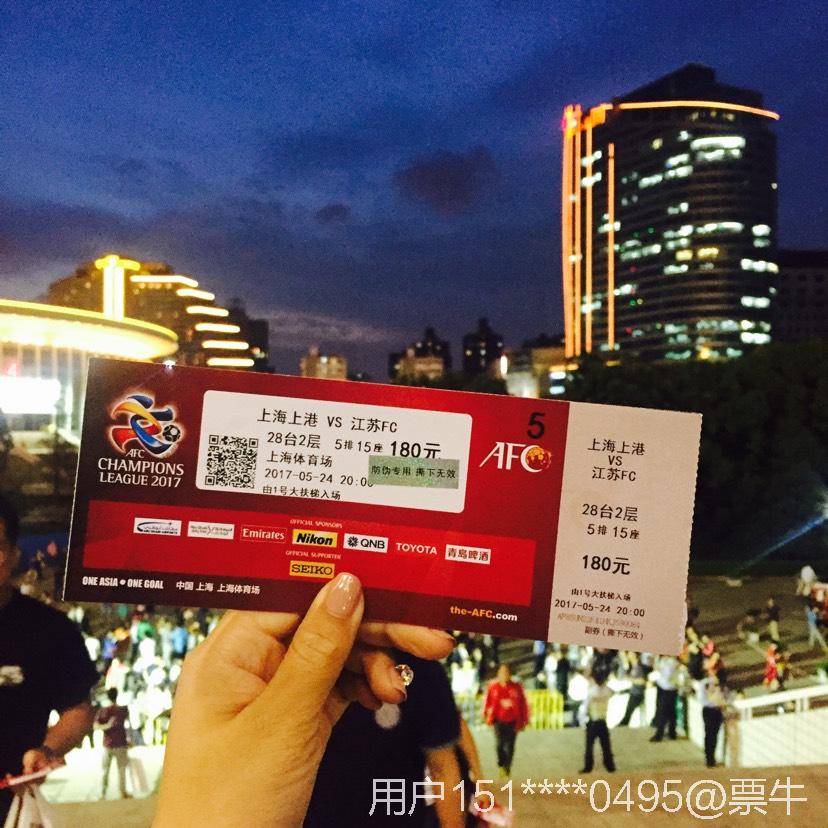 AFC
CHAMPIONS
LEAGUE 2017
上海上港 VS 江苏FC
28台2层 5排15座 180元
上海体育场
2017-05-24 20:00
防伪专用 撕下无效
由1号大扶梯入场
5
AFC
OFFICIAL SPONSORS
Emirates
Nikon
QNB
TOYOTA
青島啤酒
OFFICIAL SUPPORTER
SEIKO
ONE ASIA ONE GOAL
中国 上海 上海体育场
the-AFC.com
上海上港
VS
江苏FC
28台2层
5排 15座
180元
由1号大扶梯入场
2017-05-24 20:00
副券（撕下无效）
用户151****0495@票牛